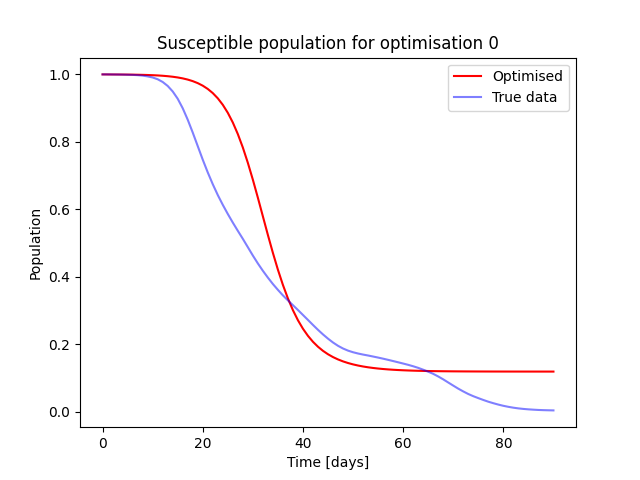 Susceptible population for optimisation 0
Optimised
True data
1.0
0.8
0.6
0.4
0.2
0.0
Population
0
20
40
60
80
Time [days]